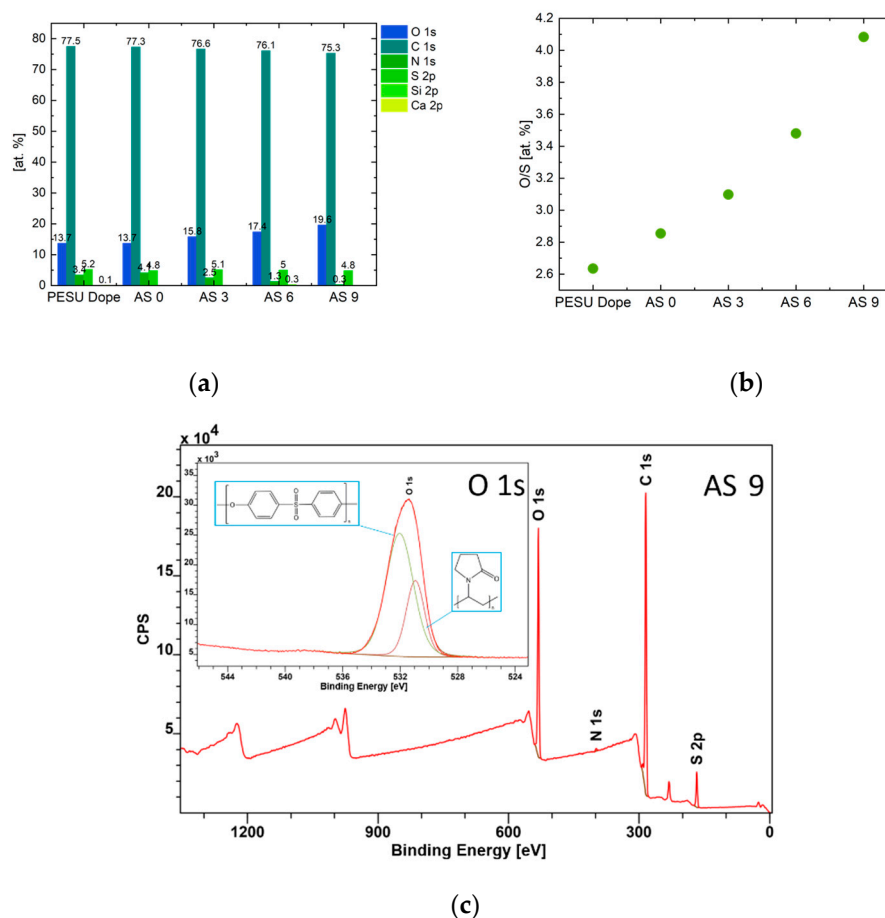 77.5 77.3 76.6 76.1 75.3
80
70
60
50
40
30
20
10
0
[at. %]
13.7 3.4 5.2 0.1
13.7 4.1 4.8
15.8 2.5 5.1
17.4 1.3 5 0.3
19.6 0.3 4.8
PESU Dope AS 0 AS 3 AS 6 AS 9
O 1s
C 1s
N 1s
S 2p
Si 2p
Ca 2p
4.2
4.0
3.8
3.6
3.4
3.2
3.0
2.8
2.6
O/S [at. %]
PESU Dope AS 0 AS 3 AS 6 AS 9
(a)
(b)
x 10⁴
20
15
10
5
CPS
x 10³
35
30
25
20
15
10
5
CPS
O 1s
O S O O n
N O n
544 540 536 532 528 524
Binding Energy [eV]
O 1s
AS 9
O 1s
N 1s
C 1s
S 2p
1200 900 600 300 0
Binding Energy [eV]
(c)